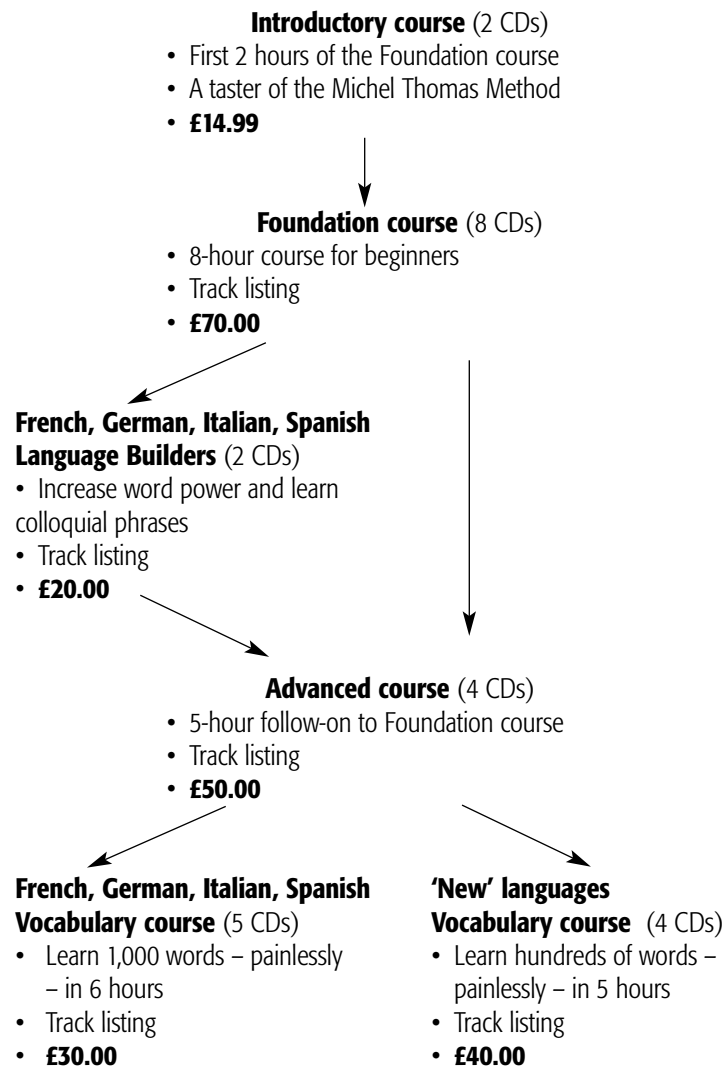 Introductory course (2 CDs)
• First 2 hours of the Foundation course
• A taster of the Michel Thomas Method
• £14.99
Foundation course (8 CDs)
• 8-hour course for beginners
• Track listing
• £70.00
French, German, Italian, Spanish
Language Builders (2 CDs)
• Increase word power and learn
colloquial phrases
• Track listing
• £20.00
Advanced course (4 CDs)
• 5-hour follow-on to Foundation course
• Track listing
• £50.00
French, German, Italian, Spanish
Vocabulary course (5 CDs)
• Learn 1,000 words – painlessly
– in 6 hours
• Track listing
• £30.00
‘New’ languages
Vocabulary course (4 CDs)
• Learn hundreds of words –
painlessly – in 5 hours
• Track listing
• £40.00